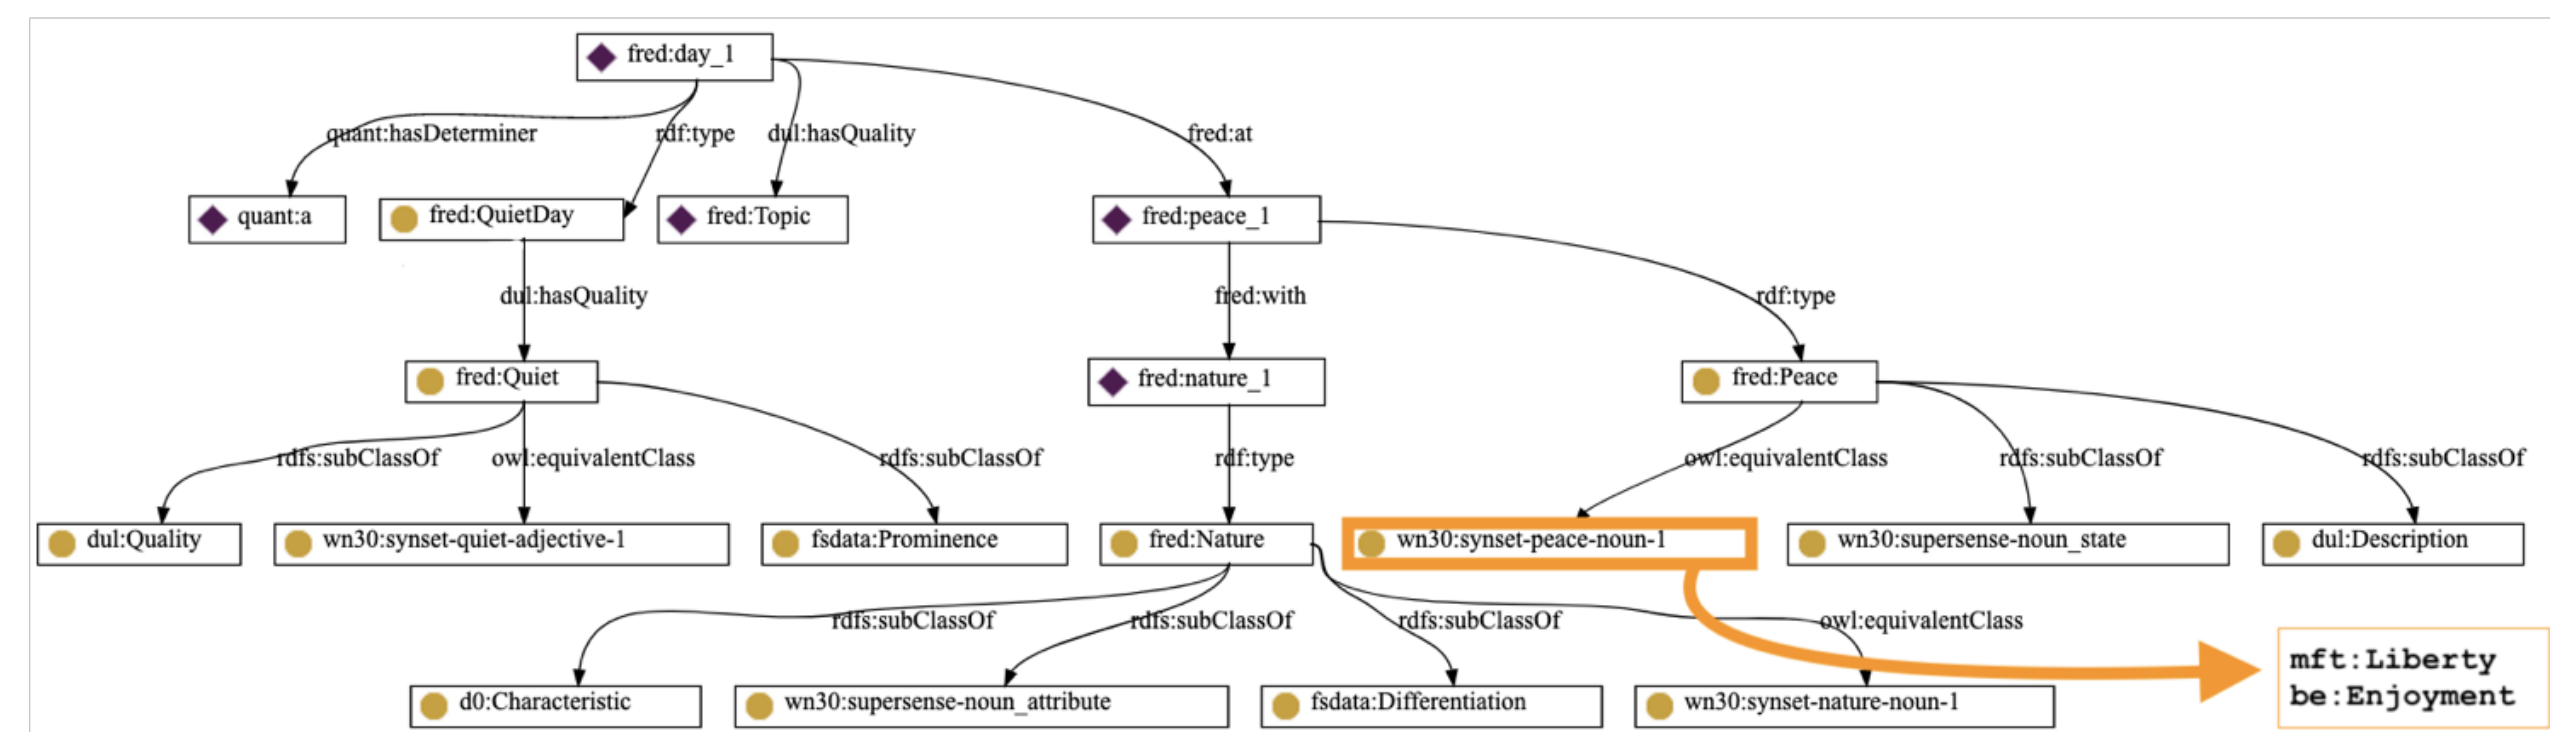 fred:day_1
quant:hasDeterminer
rdf:type
dul:hasQuality
fred:at
quant:a
fred:QuietDay
fred:Topic
fred:peace_1
dul:hasQuality
fred:with
rdf:type
fred:Quiet
fred:nature_1
fred:Peace
rdfs:subClassOf
owl:equivalentClass
rdfs:subClassOf
rdf:type
owl:equivalentClass
rdfs:subClassOf
rdfs:subClassOf
dul:Quality
wn30:synset-quiet-adjective-1
fsdata:Prominence
fred:Nature
wn30:synset-peace-noun-1
wn30:supersense-noun_state
dul:Description
rdfs:subClassOf
rdfs:subClassOf
rdfs:subClassOf
owl:equivalentClass
d0:Characteristic
wn30:supersense-noun_attribute
fsdata:Differentiation
wn30:synset-nature-noun-1
mft:Liberty
be:Enjoyment